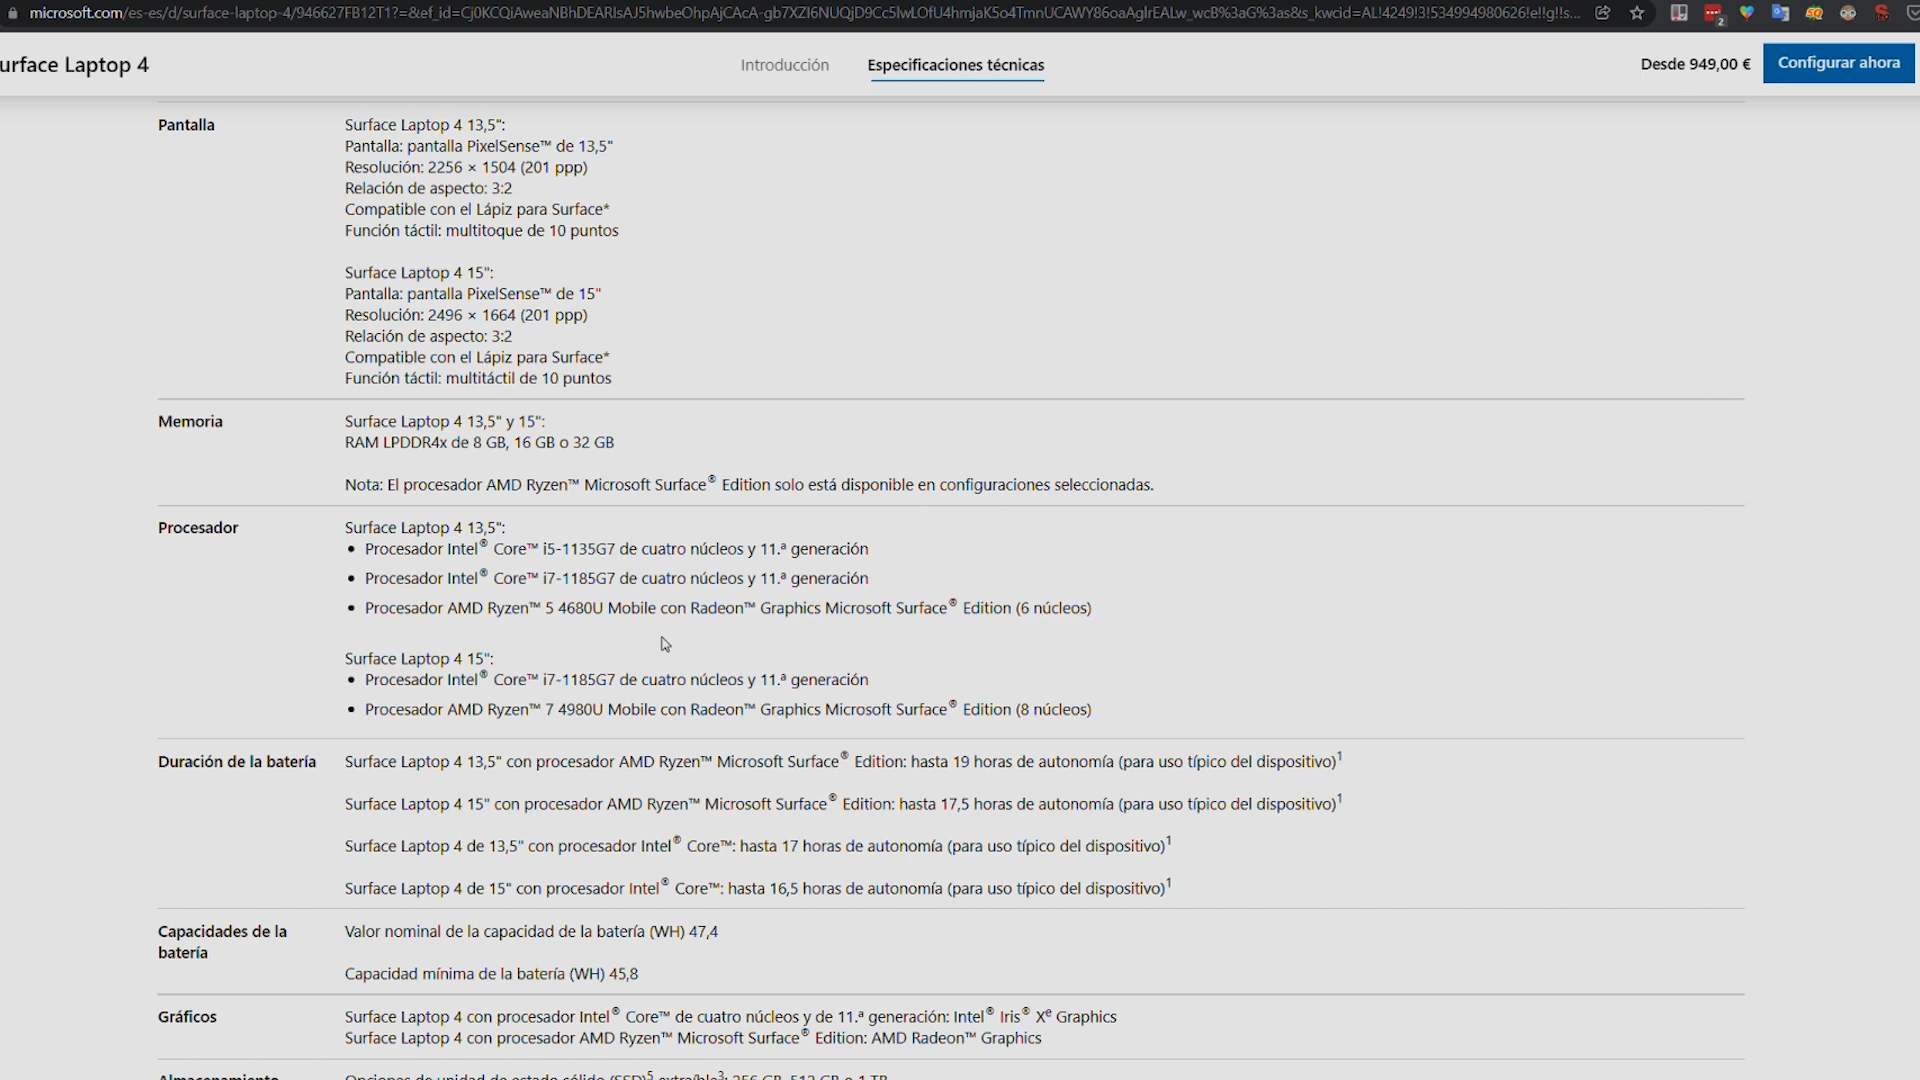 microsoft.com/es-es/d/surface-laptop-4/946627FB12T1?=&ef_id=Cj0KCQiAweaNBhDEARIsAJ5hwbeOhpAjCAcA-gb7XZI6NUQjD9Cc5lwLOfU4hmjaK5o4TmnUCAWY86oaAglrEALw_wcB%3aG%3as&s_kwcid=AL!4249!3!534994980626!e!!g!!s...
2
urface Laptop 4
Introducción
Especificaciones técnicas
Desde 949,00 €
Configurar ahora
Pantalla
Surface Laptop 4 13,5":
Pantalla: pantalla PixelSense™ de 13,5"
Resolución: 2256 × 1504 (201 ppp)
Relación de aspecto: 3:2
Compatible con el Lápiz para Surface*
Función táctil: multitoque de 10 puntos
Surface Laptop 4 15":
Pantalla: pantalla PixelSense™ de 15"
Resolución: 2496 × 1664 (201 ppp)
Relación de aspecto: 3:2
Compatible con el Lápiz para Surface*
Función táctil: multitáctil de 10 puntos
Memoria
Surface Laptop 4 13,5" y 15":
RAM LPDDR4x de 8 GB, 16 GB o 32 GB
Nota: El procesador AMD Ryzen™ Microsoft Surface® Edition solo está disponible en configuraciones seleccionadas.
Procesador
Surface Laptop 4 13,5":
• Procesador Intel® Core™ i5-1135G7 de cuatro núcleos y 11.ª generación
• Procesador Intel® Core™ i7-1185G7 de cuatro núcleos y 11.ª generación
• Procesador AMD Ryzen™ 5 4680U Mobile con Radeon™ Graphics Microsoft Surface® Edition (6 núcleos)
Surface Laptop 4 15":
• Procesador Intel® Core™ i7-1185G7 de cuatro núcleos y 11.ª generación
• Procesador AMD Ryzen™ 7 4980U Mobile con Radeon™ Graphics Microsoft Surface® Edition (8 núcleos)
Duración de la batería
Surface Laptop 4 13,5" con procesador AMD Ryzen™ Microsoft Surface® Edition: hasta 19 horas de autonomía (para uso típico del dispositivo)¹
Surface Laptop 4 15" con procesador AMD Ryzen™ Microsoft Surface® Edition: hasta 17,5 horas de autonomía (para uso típico del dispositivo)¹
Surface Laptop 4 de 13,5" con procesador Intel® Core™: hasta 17 horas de autonomía (para uso típico del dispositivo)¹
Surface Laptop 4 de 15" con procesador Intel® Core™: hasta 16,5 horas de autonomía (para uso típico del dispositivo)¹
Capacidades de la
batería
Valor nominal de la capacidad de la batería (WH) 47,4
Capacidad mínima de la batería (WH) 45,8
Gráficos
Surface Laptop 4 con procesador Intel® Core™ de cuatro núcleos y de 11.ª generación: Intel® Iris® Xᵉ Graphics
Surface Laptop 4 con procesador AMD Ryzen™ Microsoft Surface® Edition: AMD Radeon™ Graphics
Almacenamiento
Opciones de unidad de estado sólido (SSD)⁵ extraíble³: 256 GB, 512 GB o 1 TB